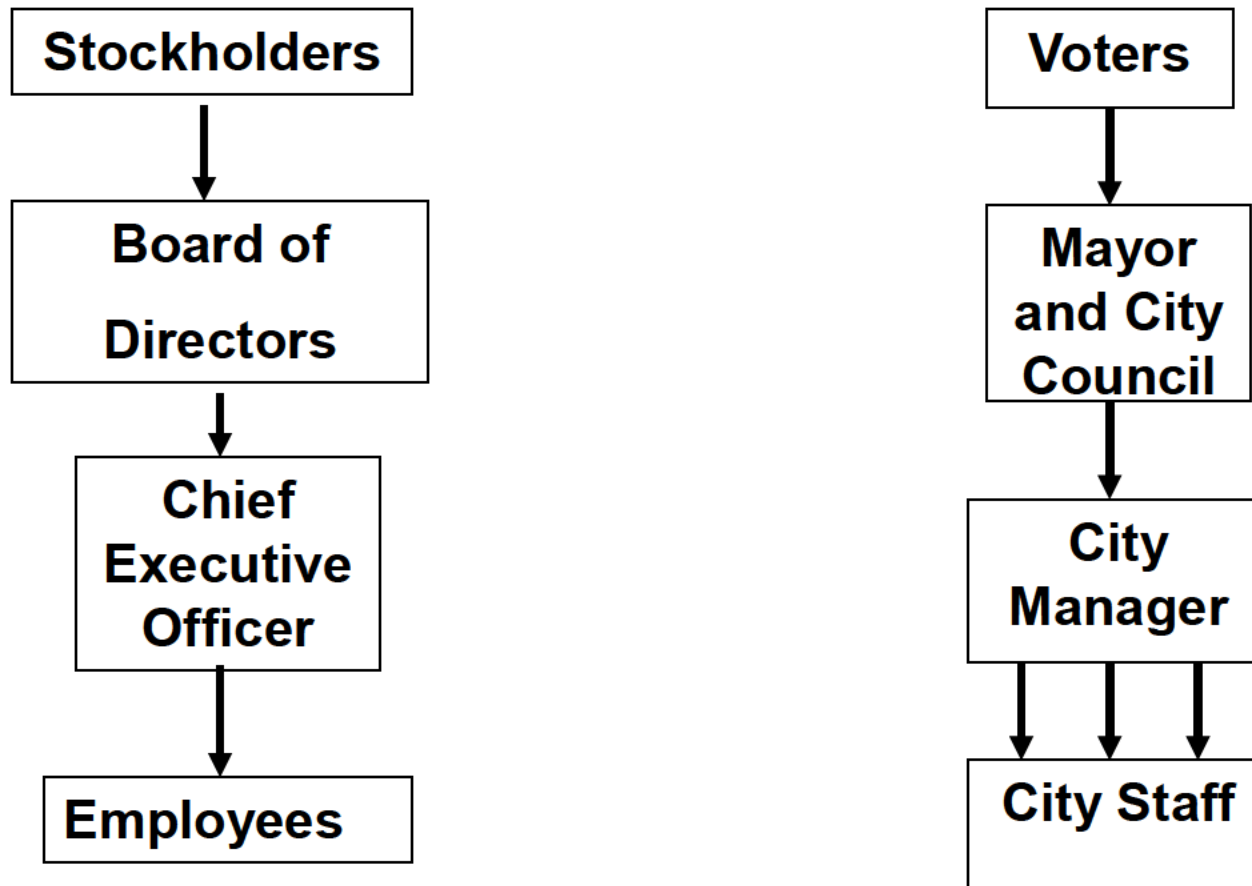 Stockholders
Board of
Directors
Chief
Executive
Officer
Employees
Voters
Mayor
and City
Council
City
Manager
City Staff